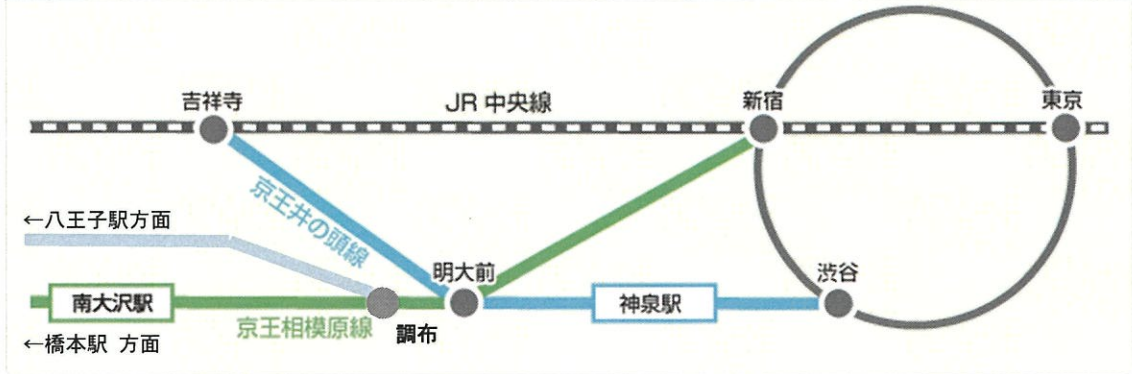 吉祥寺
JR 中央線
新宿
東京
京王井の頭線
←八王子駅方面
明大前
渋谷
南大沢駅
神泉駅
京王相模原線
調布
←橋本駅 方面